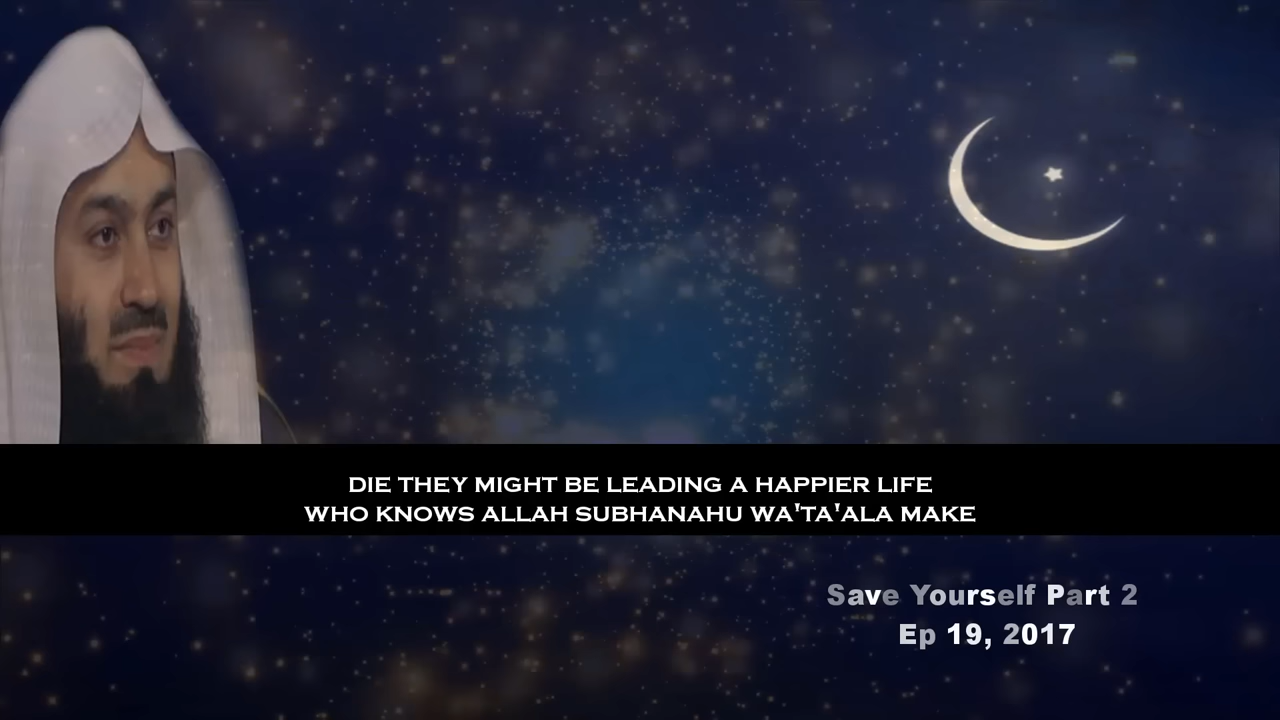 DIE THEY MIGHT BE LEADING A HAPPIER LIFE
WHO KNOWS ALLAH SUBHANAHU WA'TA'ALA MAKE
Save Yourself Part 2
Ep 19, 2017